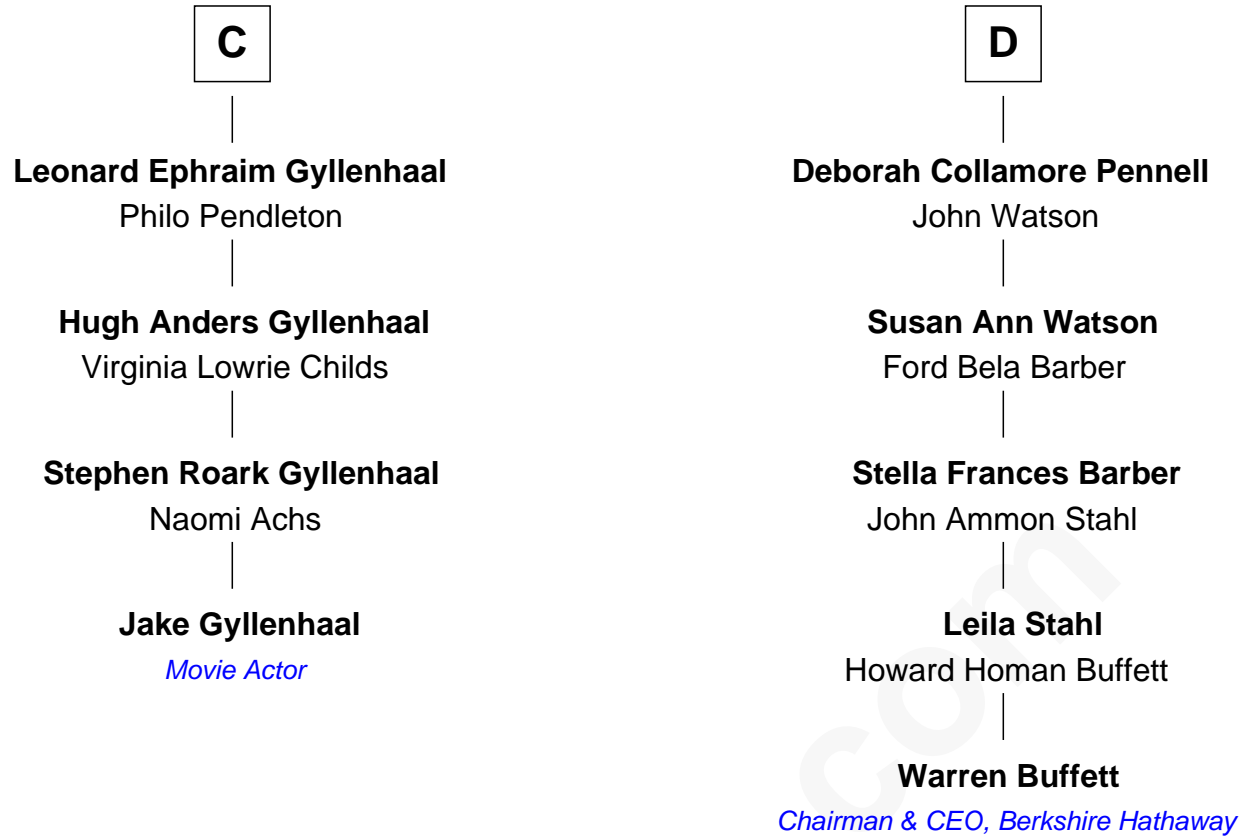 C
Leonard Ephraim Gyllenhaal
Philo Pendleton
Hugh Anders Gyllenhaal
Virginia Lowrie Childs
Stephen Roark Gyllenhaal
Naomi Achs
Jake Gyllenhaal
Movie Actor
D
Deborah Collamore Pennell
John Watson
Susan Ann Watson
Ford Bela Barber
Stella Frances Barber
John Ammon Stahl
Leila Stahl
Howard Homan Buffett
Warren Buffett
Chairman & CEO, Berkshire Hathaway
com